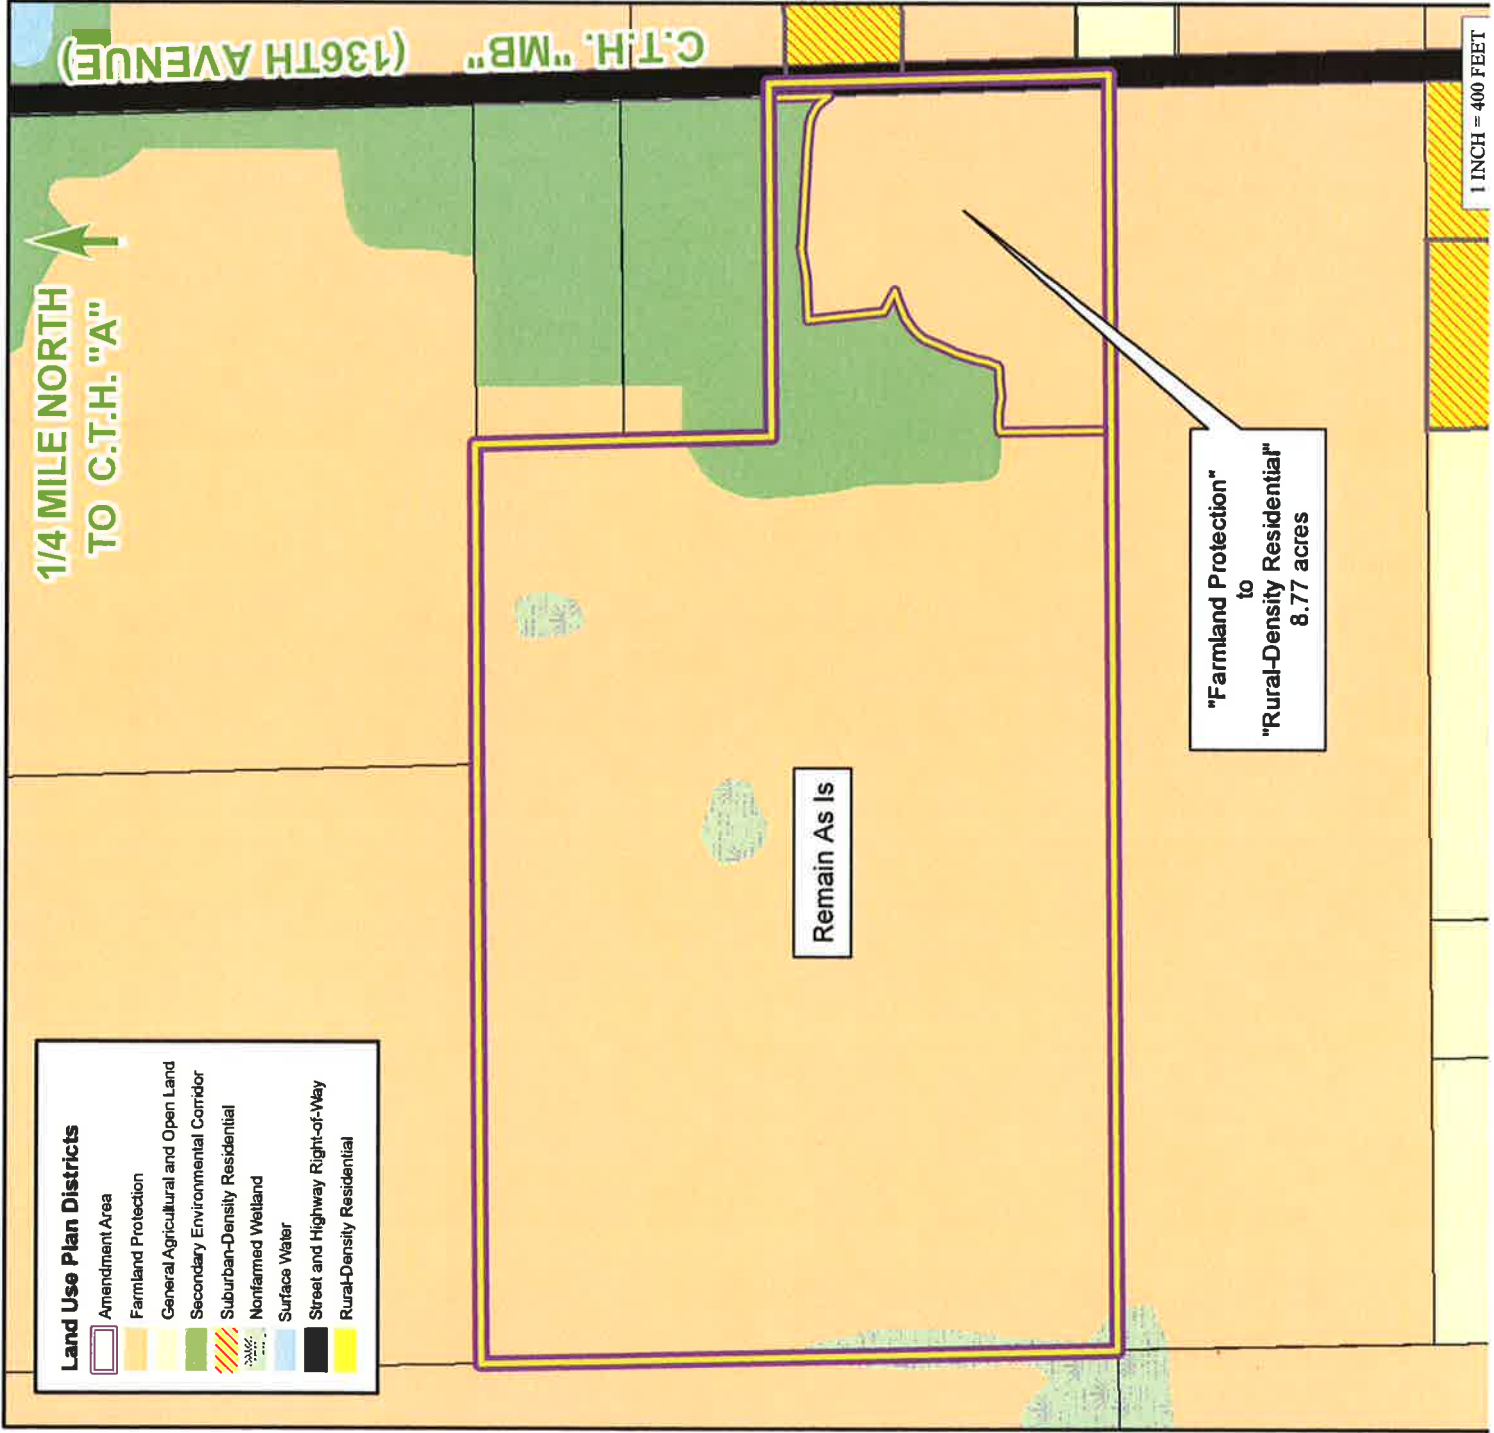 Land Use Plan Districts
Amendment Area
Farmland Protection
General Agricultural and Open Land
Secondary Environmental Corridor
Suburban-Density Residential
Nonfarmed Wetland
Surface Water
Street and Highway Right-of-Way
Rural-Density Residential
1/4 MILE NORTH
TO C.T.H. "A"
C.T.H. "MB" (136TH AVENUE)
Remain As Is
"Farmland Protection"
to
"Rural-Density Residential"
8.77 acres
1 INCH = 400 FEET